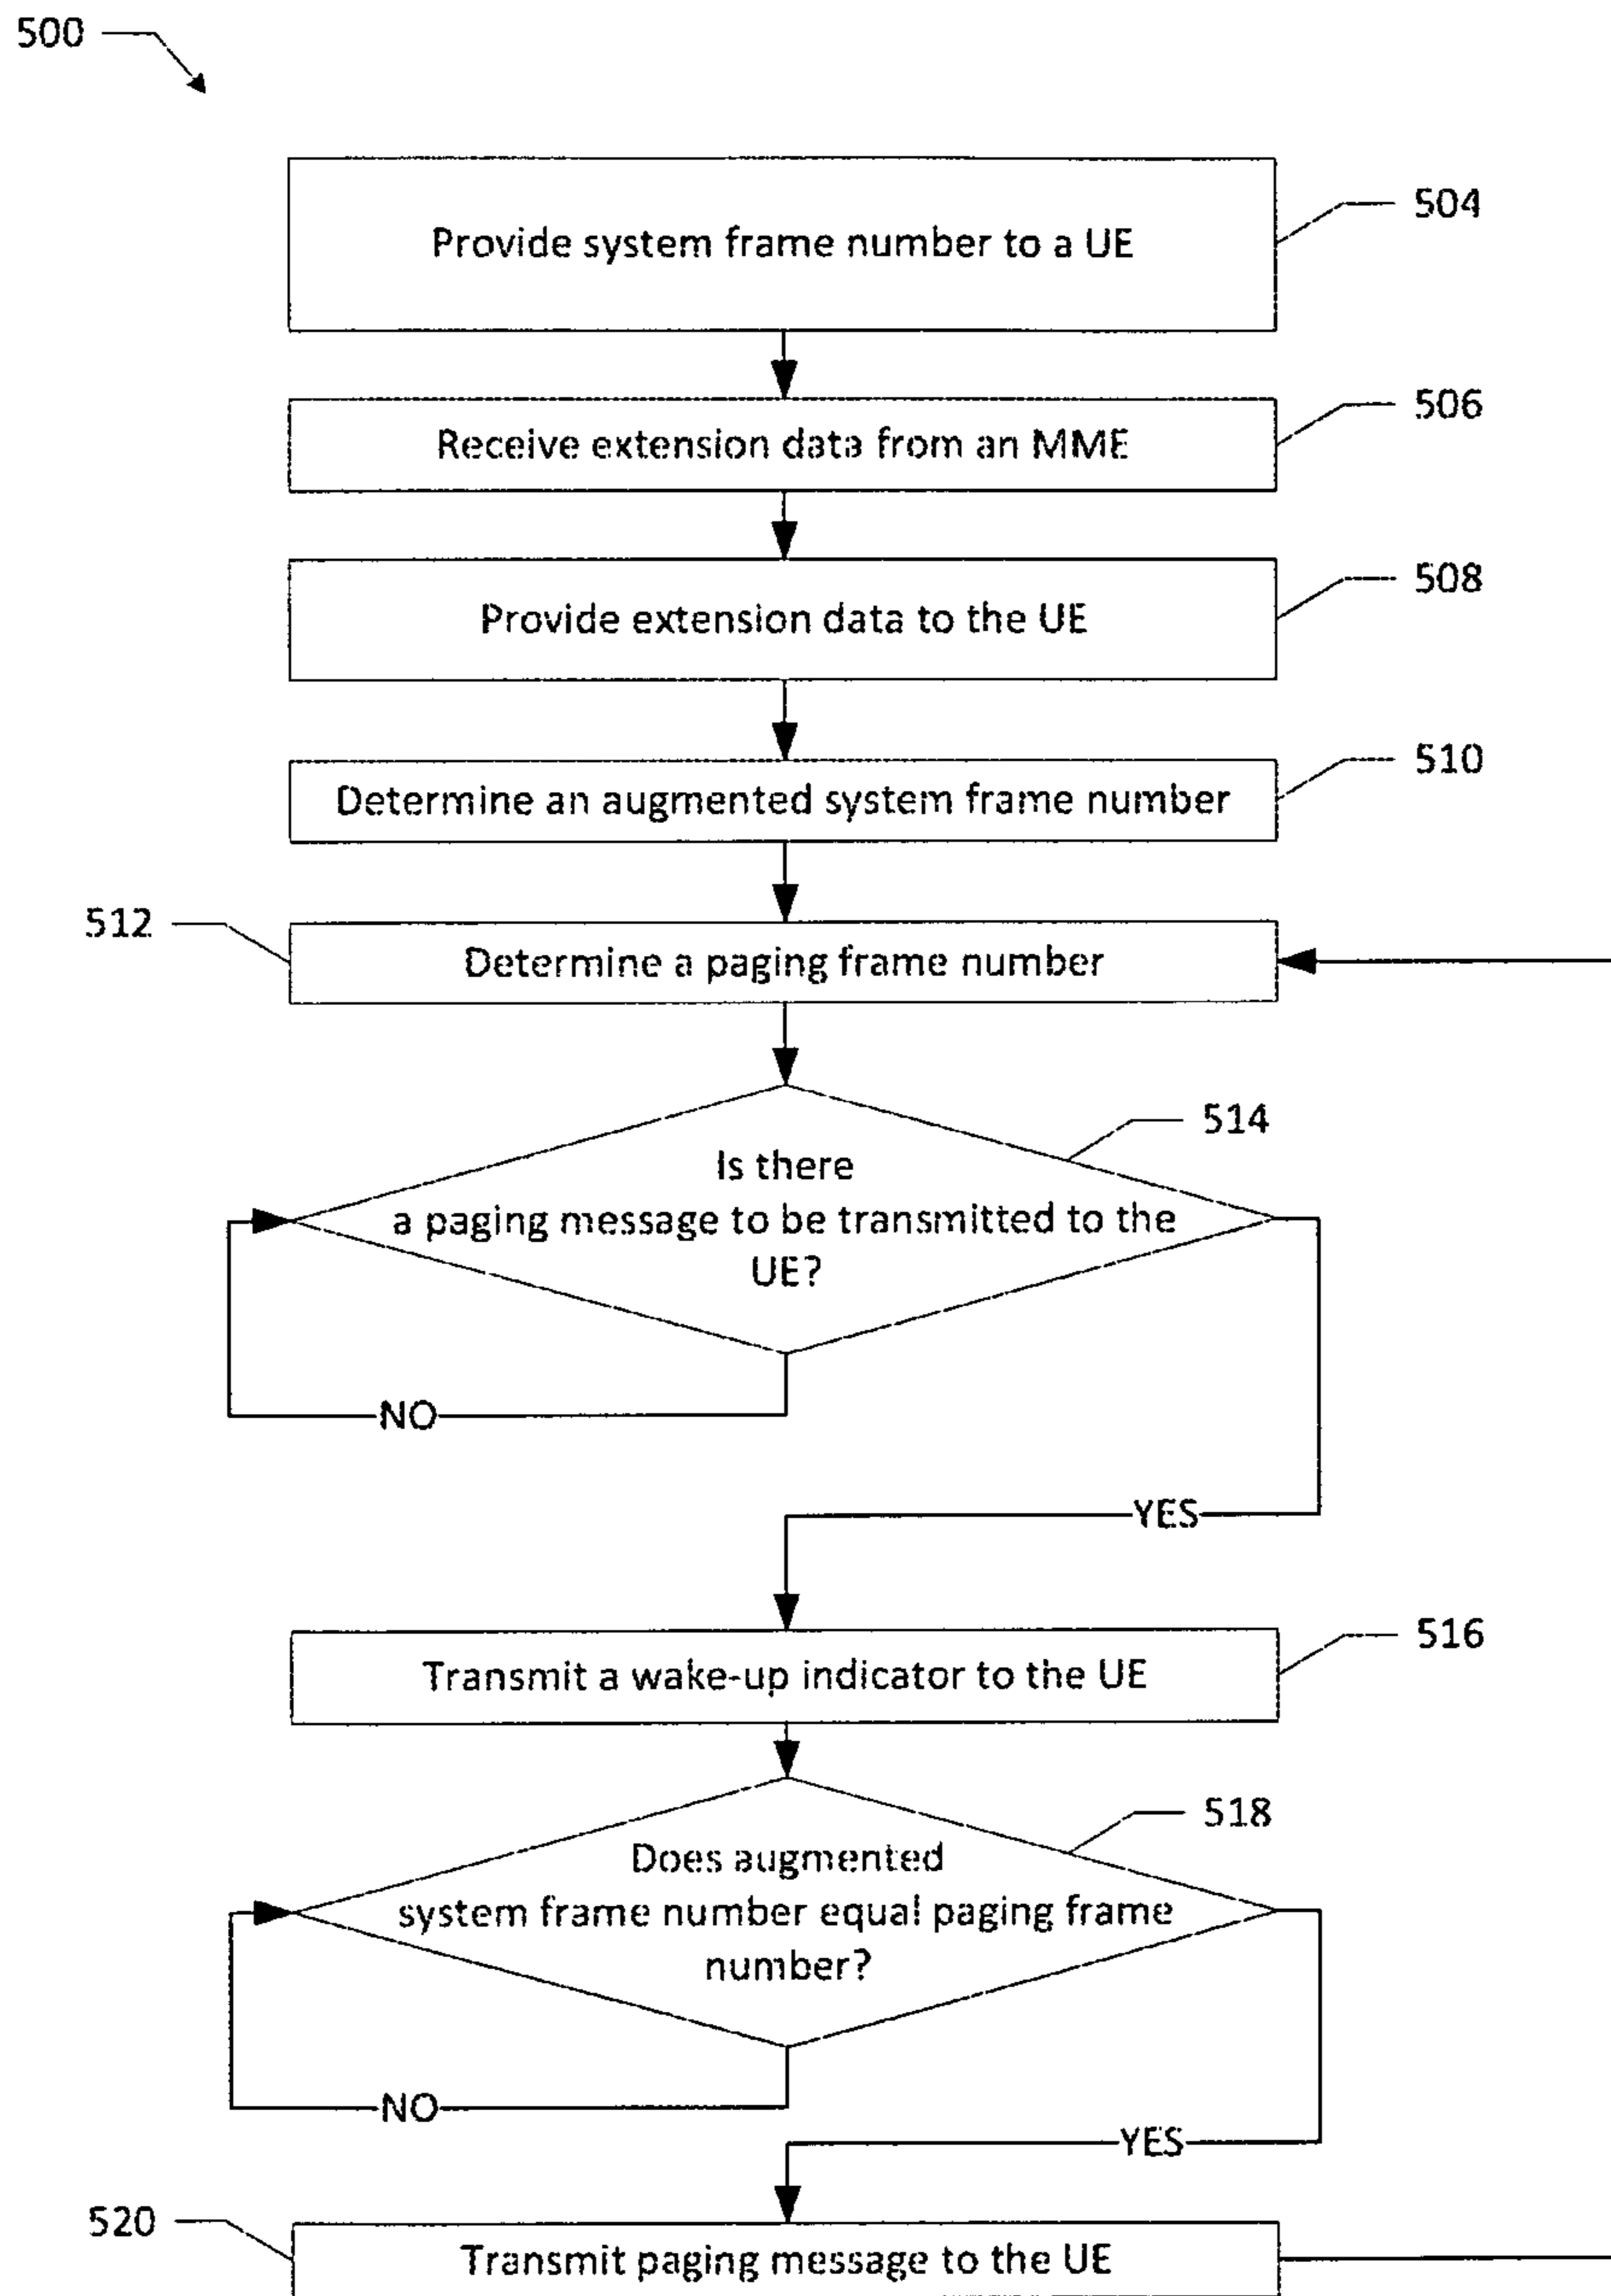 500
504
Provide system frame number to a UE
506
Receive extension data from an MME
508
Provide extension data to the UE
510
Determine an augmented system frame number
512
Determine a paging frame number
514
Is there
a paging message to be transmitted to the
UE?
NO
YES
516
Transmit a wake-up indicator to the UE
518
Does augmented
system frame number equal paging frame
number?
NO
YES
520
Transmit paging message to the UE